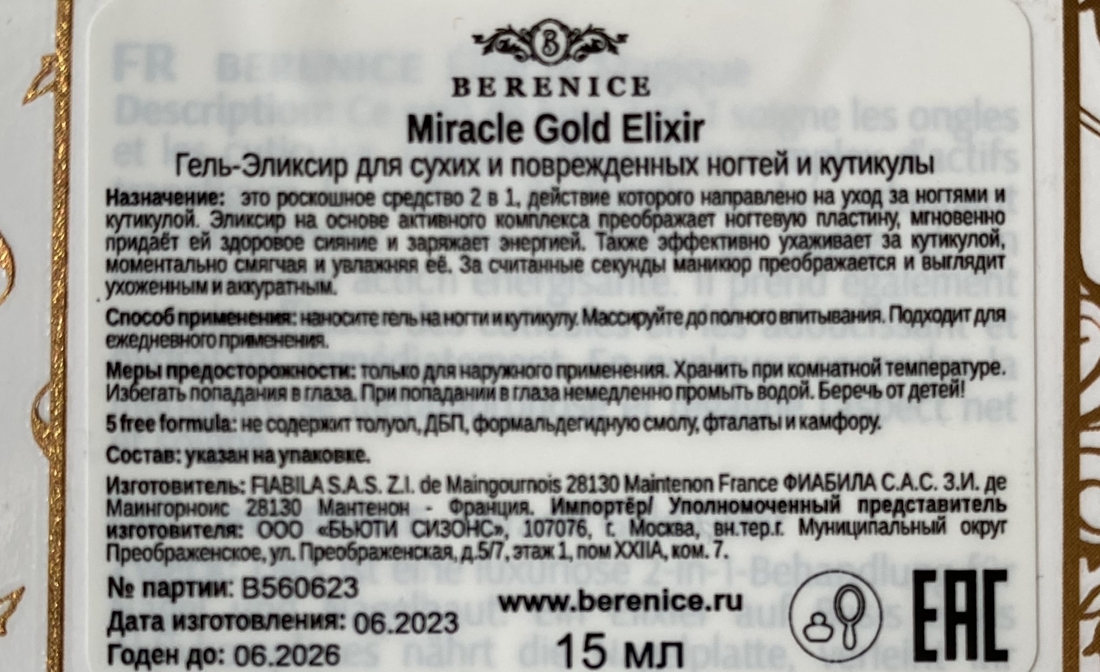 BERENICE
Miracle Gold Elixir
Гель-Эликсир для сухих и поврежденных ногтей и кутикулы
Назначение: это роскошное средство 2 в 1, действие которого направлено на уход за ногтями и
кутикулой. Эликсир на основе активного комплекса преображает ногтевую пластину, мгновенно
придаёт ей здоровое сияние и заряжает энергией. Также эффективно ухаживает за кутикулой,
моментально смягчая и увлажняя её. За считанные секунды маникюр преображается и выглядит
ухоженным и аккуратным.
Способ применения: наносите гель на ногти и кутикулу. Массируйте до полного впитывания. Подходит для
ежедневного применения.
Меры предосторожности: только для наружного применения. Хранить при комнатной температуре.
Избегать попадания в глаза. При попадании в глаза немедленно промыть водой. Беречь от детей!
5 free formula: не содержит толуол, ДБП, формальдегидную смолу, фталаты и камфору.
Состав: указан на упаковке.
Изготовитель: FIABILA S.A.S. Z.I. de Maingournois 28130 Maintenon France ФИАБИЛА С.А.С. З.И. де
Маингорноис 28130 Мантенон - Франция. Импортёр/ Уполномоченный представитель
изготовителя: ООО «БЬЮТИ СИЗОНС», 107076, г. Москва, вн.тер.г. Муниципальный округ
Преображенское, ул. Преображенская, д.5/7, этаж 1, пом XXIIA, ком. 7.
№ партии: B560623
Дата изготовления: 06.2023
Годен до: 06.2026
www.berenice.ru
15 мл
EAC